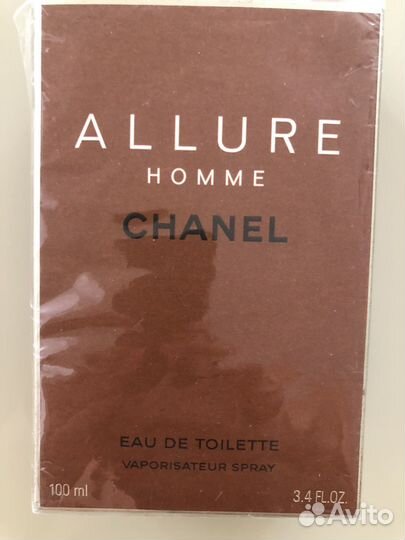 ALLURE
HOMME
CHANEL
EAU DE TOILETTE
VAPORISATEUR SPRAY
100 ml 3.4 FL.OZ.
Avito